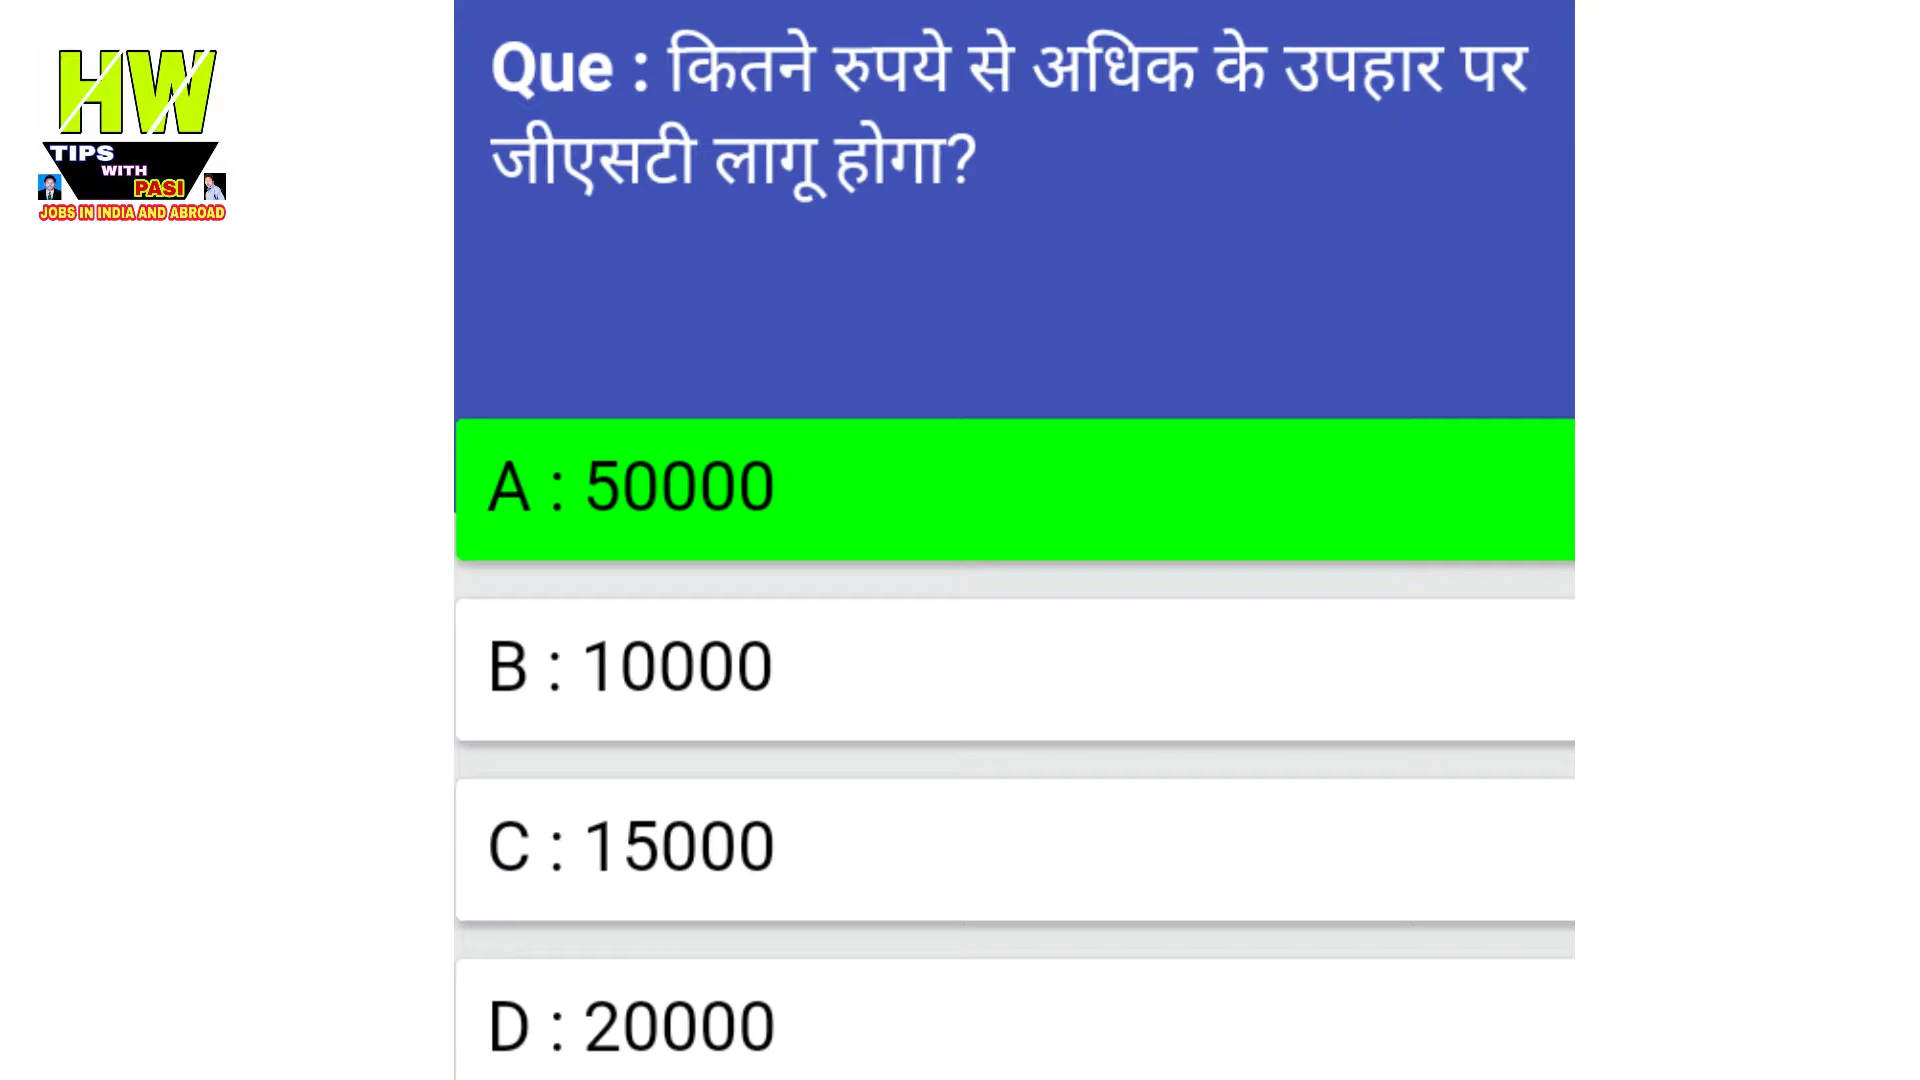 HW
TIPS
WITH
PASI
JOBS IN INDIA AND ABROAD
Que : कितने रुपये से अधिक के उपहार पर
जीएसटी लागू होगा?
A : 50000
B : 10000
C : 15000
D : 20000